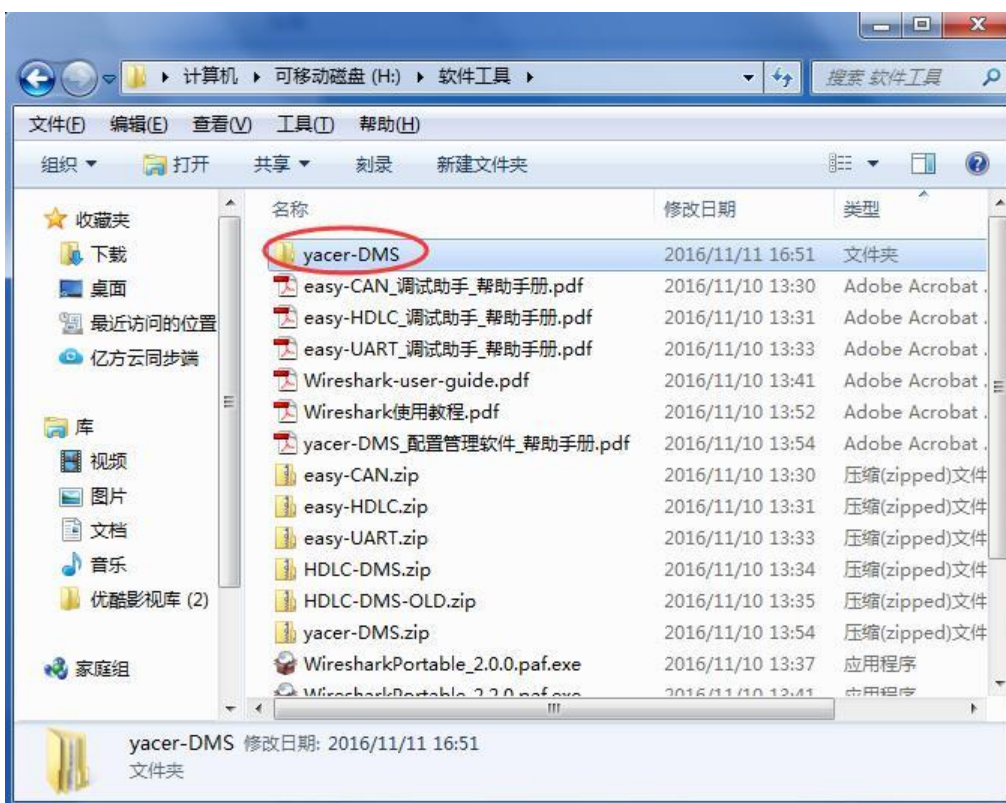 计算机 ▸ 可移动磁盘 (H:) ▸ 软件工具 ▸ 搜索 软件工具
文件(F) 编辑(E) 查看(V) 工具(T) 帮助(H)
组织 打开 共享 刻录 新建文件夹
名称 修改日期 类型
收藏夹
下载
桌面
最近访问的位置
亿方云同步端
库
视频
图片
文档
音乐
优酷影视库 (2)
家庭组
yacer-DMS 2016/11/11 16:51 文件夹
easy-CAN_调试助手_帮助手册.pdf 2016/11/10 13:30 Adobe Acrobat .
easy-HDLC_调试助手_帮助手册.pdf 2016/11/10 13:31 Adobe Acrobat .
easy-UART_调试助手_帮助手册.pdf 2016/11/10 13:33 Adobe Acrobat .
Wireshark-user-guide.pdf 2016/11/10 13:41 Adobe Acrobat .
Wireshark使用教程.pdf 2016/11/10 13:52 Adobe Acrobat .
yacer-DMS_配置管理软件_帮助手册.pdf 2016/11/10 13:54 Adobe Acrobat .
easy-CAN.zip 2016/11/10 13:30 压缩(zipped)文件
easy-HDLC.zip 2016/11/10 13:31 压缩(zipped)文件
easy-UART.zip 2016/11/10 13:33 压缩(zipped)文件
HDLC-DMS.zip 2016/11/10 13:34 压缩(zipped)文件
HDLC-DMS-OLD.zip 2016/11/10 13:35 压缩(zipped)文件
yacer-DMS.zip 2016/11/10 13:54 压缩(zipped)文件
WiresharkPortable_2.0.0.paf.exe 2016/11/10 13:37 应用程序
WiresharkPortable_2.2.0.paf.exe 2016/11/10 13:41 应用程序
yacer-DMS 修改日期: 2016/11/11 16:51
文件夹